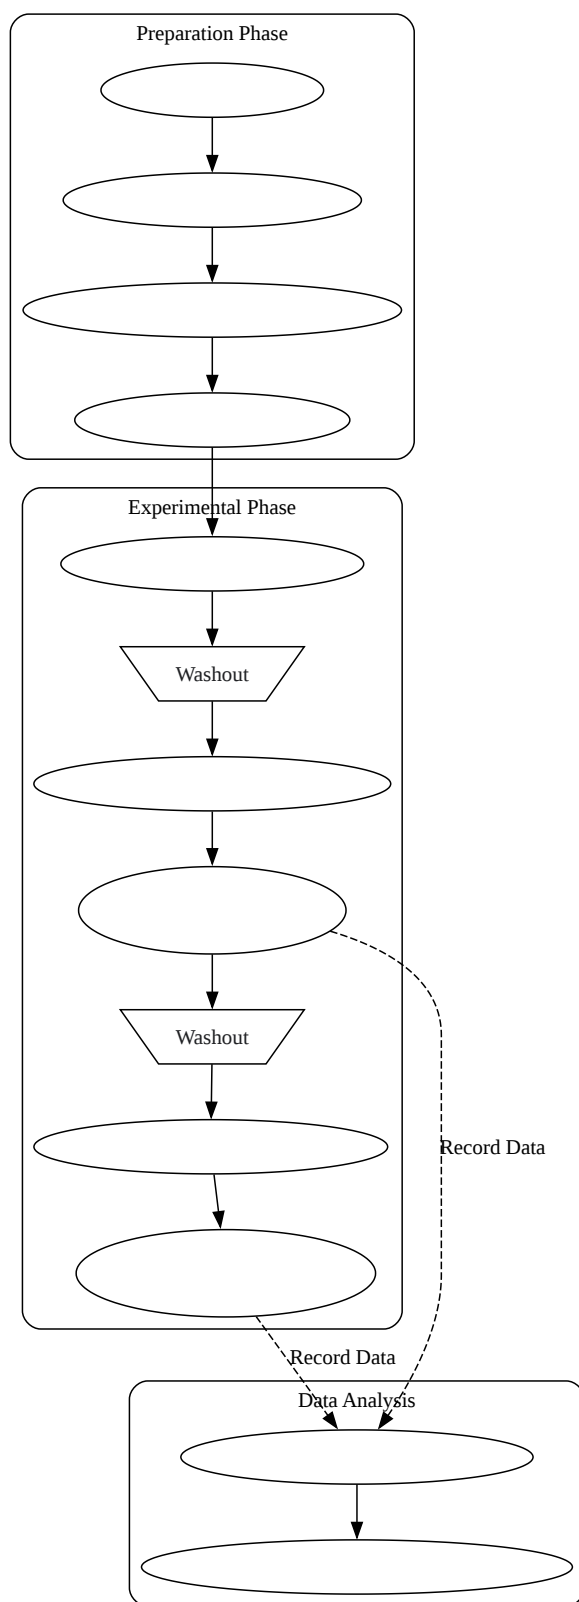 Preparation Phase
Experimental Phase
Washout
Washout
Record Data
Record Data
Data Analysis